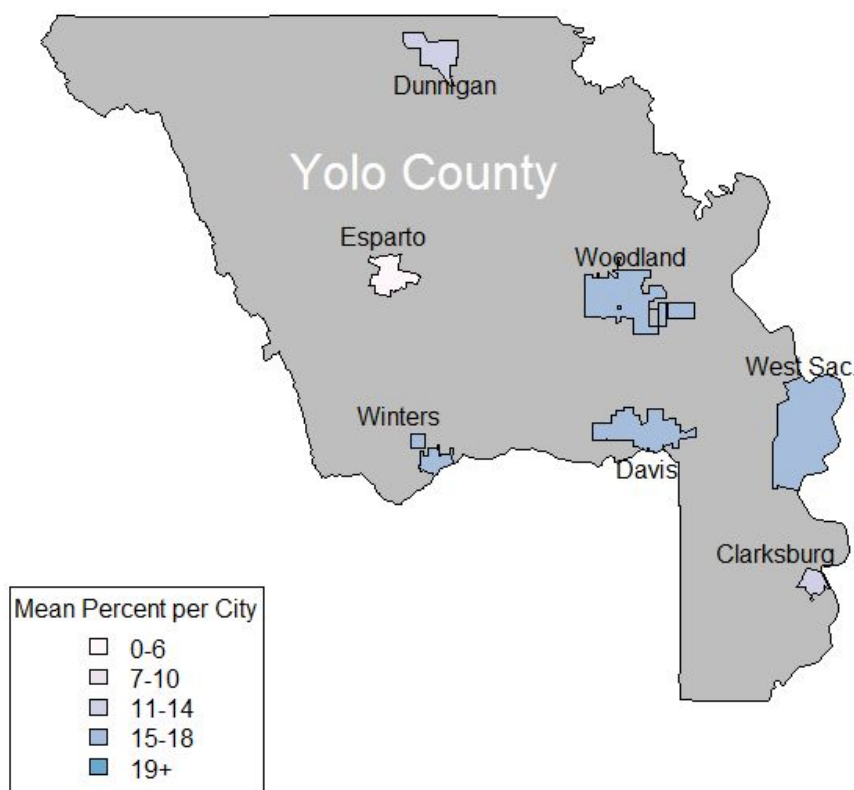 Dunnigan
Yolo County
Esparto
Woodland
West Sac.
Winters
Davis
Clarksburg
Mean Percent per City
0-6
7-10
11-14
15-18
19+